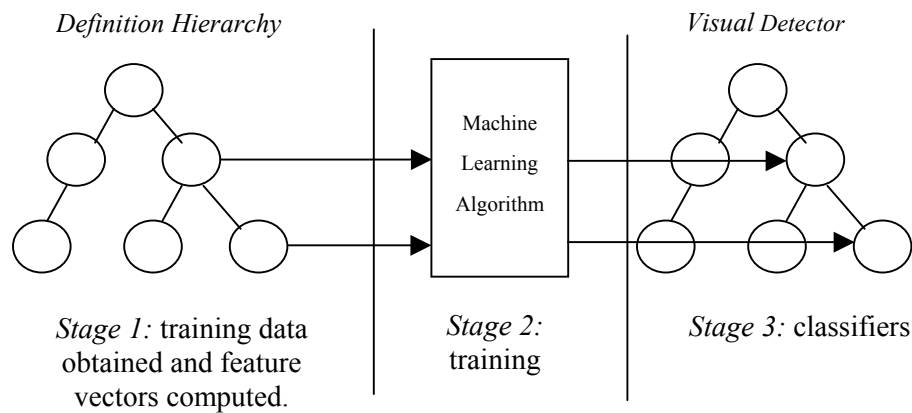 Definition Hierarchy
Visual Detector
Machine
Learning
Algorithm
Stage 1: training data
obtained and feature
vectors computed.
Stage 2:
training
Stage 3: classifiers